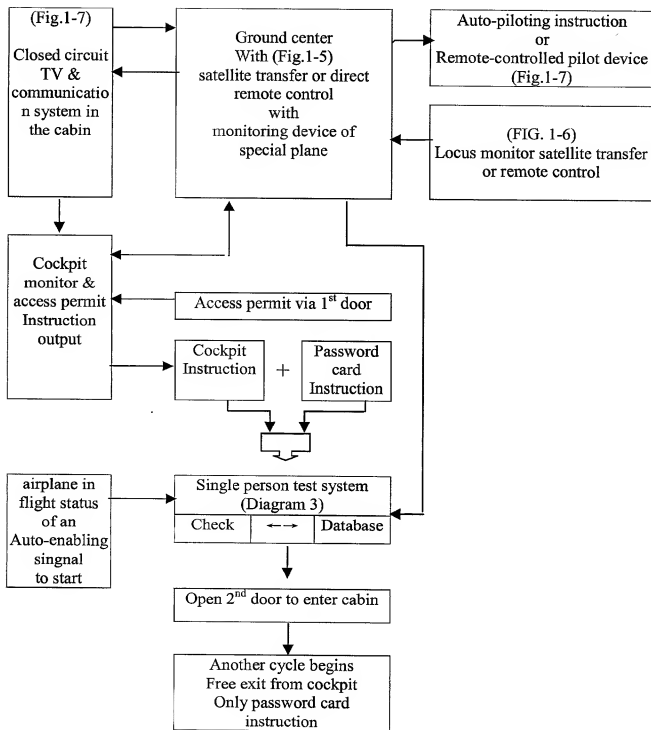 (Fig.1-7)
Closed circuit
TV &
communicatio
n system in
the cabin
Ground center
With (Fig.1-5)
satellite transfer or direct
remote control
with
monitoring device of
special plane
Auto-piloting instruction
or
Remote-controlled pilot device
(Fig.1-7)
(FIG. 1-6)
Locus monitor satellite transfer
or remote control
Cockpit
monitor &
access permit
Instruction
output
Access permit via 1st door
Cockpit
Instruction
+
Password
card
Instruction
airplane in
flight status
of an
Auto-enabling
singnal
to start
Single person test system
(Diagram 3)
Check
Database
Open 2nd door to enter cabin
Another cycle begins
Free exit from cockpit
Only password card
instruction